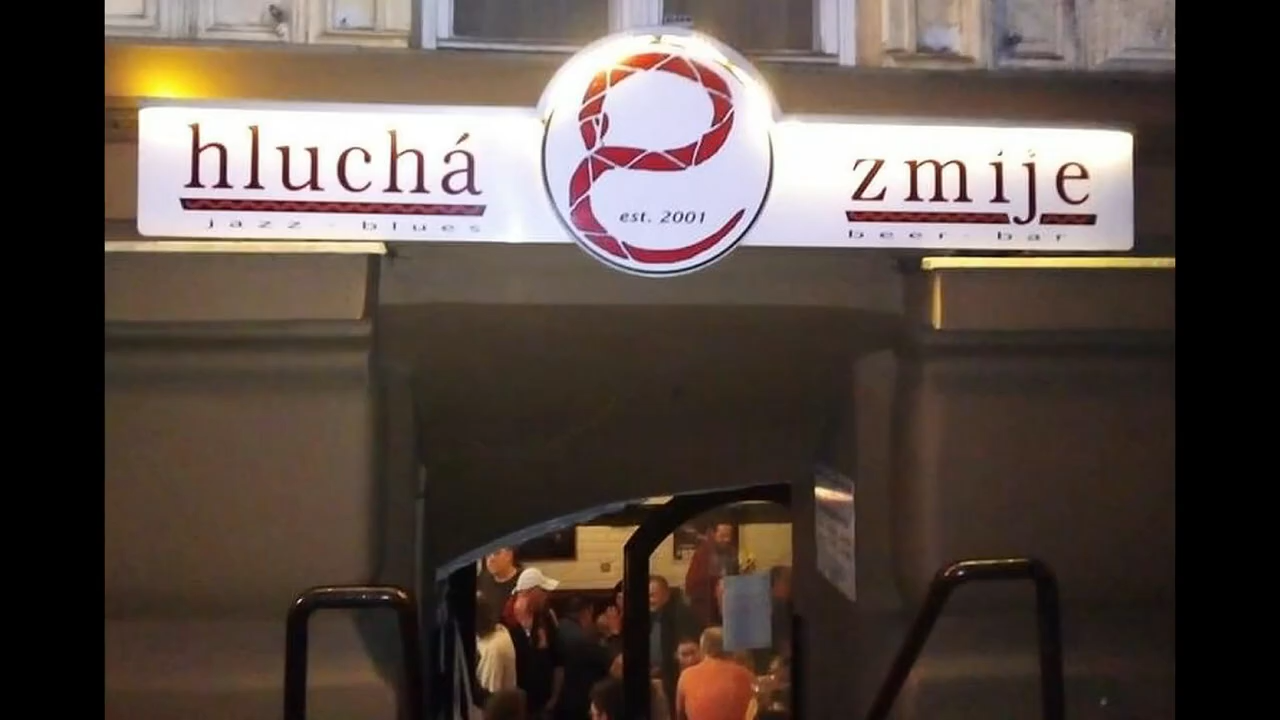 hluchá
jazz - blues
est. 2001
zmije
beer - bar